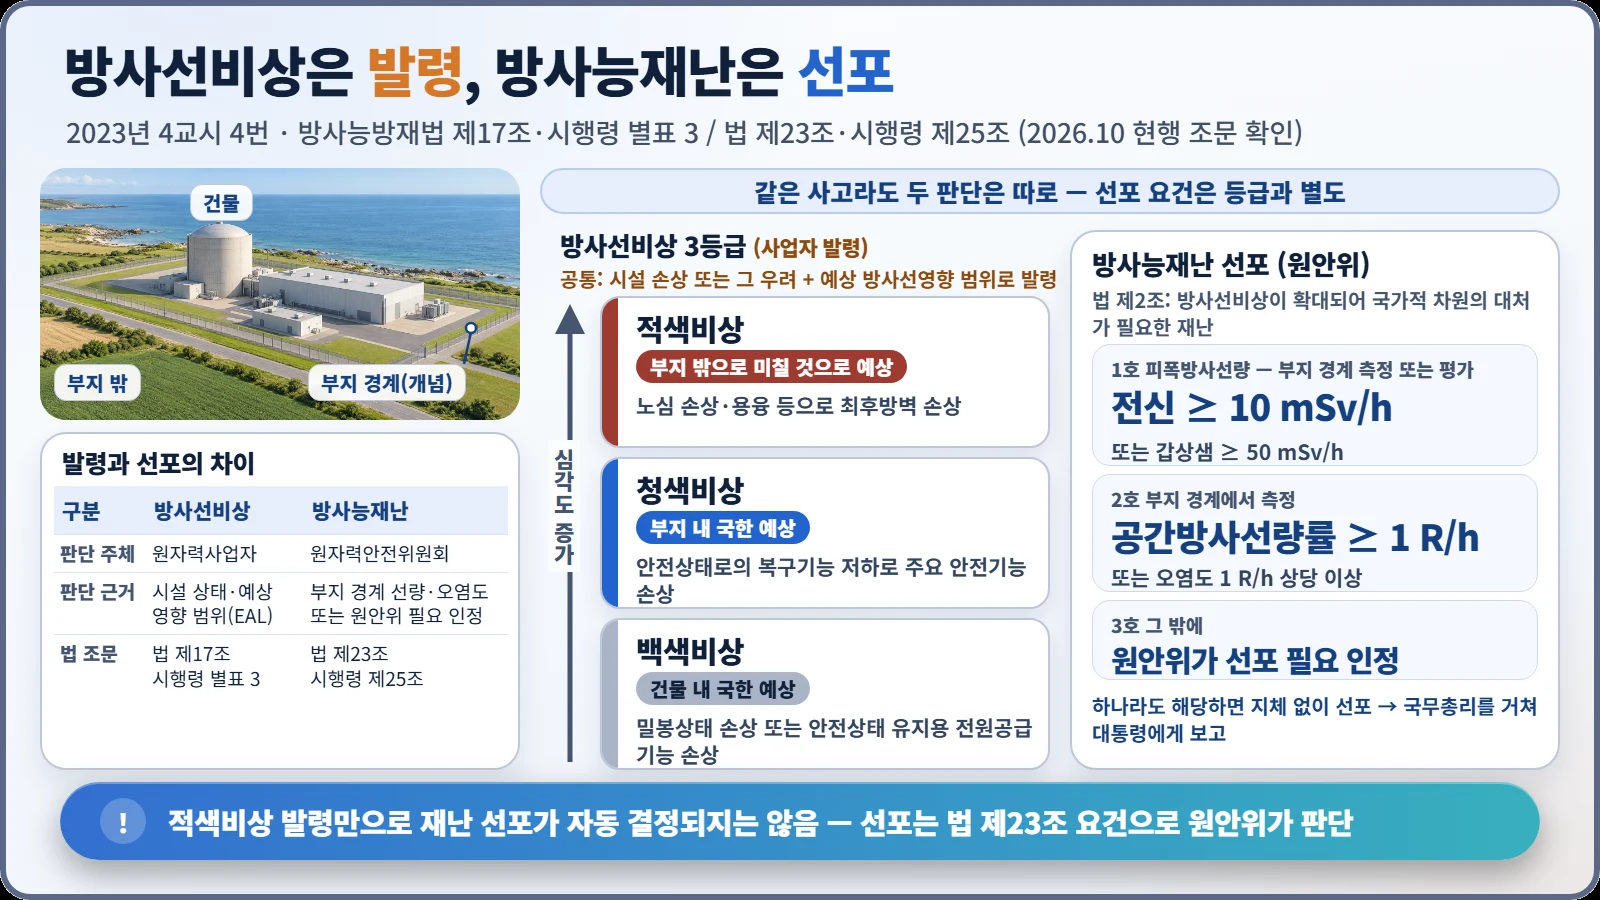 방사선비상은 발령, 방사능재난은 선포
2023년 4교시 4번 · 방사능방재법 제17조·시행령 별표 3 / 법 제23조·시행령 제25조 (2026.10 현행 조문 확인)
건물
부지 밖
부지 경계(개념)
발령과 선포의 차이
구분 방사선비상 방사능재난
판단 주체 원자력사업자 원자력안전위원회
판단 근거 시설 상태·예상 부지 경계 선량·오염도
영향 범위(EAL) 또는 원안위 필요 인정
법 조문 법 제17조 법 제23조
시행령 별표 3 시행령 제25조
같은 사고라도 두 판단은 따로 — 선포 요건은 등급과 별도
방사선비상 3등급 (사업자 발령)
공통: 시설 손상 또는 그 우려 + 예상 방사선영향 범위로 발령
심각도 증가
적색비상
부지 밖으로 미칠 것으로 예상
노심 손상·용융 등으로 최후방벽 손상
청색비상
부지 내 국한 예상
안전상태로의 복구기능 저하로 주요 안전기능
손상
백색비상
건물 내 국한 예상
밀봉상태 손상 또는 안전상태 유지용 전원공급
기능 손상
방사능재난 선포 (원안위)
법 제2조: 방사선비상이 확대되어 국가적 차원의 대처
가 필요한 재난
1호 피폭방사선량 — 부지 경계 측정 또는 평가
전신 ≥ 10 mSv/h
또는 갑상샘 ≥ 50 mSv/h
2호 부지 경계에서 측정
공간방사선량률 ≥ 1 R/h
또는 오염도 1 R/h 상당 이상
3호 그 밖에
원안위가 선포 필요 인정
하나라도 해당하면 지체 없이 선포 → 국무총리를 거쳐
대통령에게 보고
! 적색비상 발령만으로 재난 선포가 자동 결정되지는 않음 — 선포는 법 제23조 요건으로 원안위가 판단